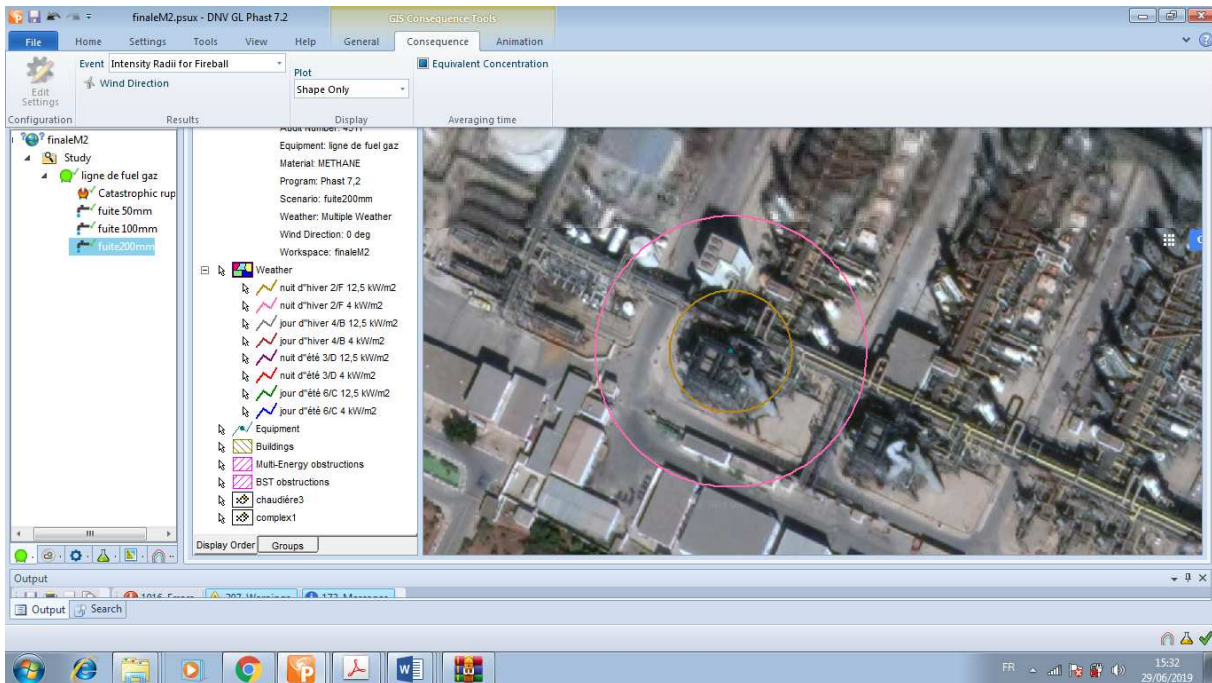 finaleM2.psux - DNV GL Phast 7.2
GIS Consequence Tools
File Home Settings Tools View Help General Consequence Animation
Edit Settings
Configuration
Event Intensity Radii for Fireball
Wind Direction
Results
Plot
Shape Only
Display
Equivalent Concentration
Averaging time
finaleM2
Study
ligne de fuel gaz
Catastrophic rup
fuite 50mm
fuite 100mm
fuite200mm
Equipment: ligne de fuel gaz
Material: METHANE
Program: Phast 7,2
Scenario: fuite200mm
Weather: Multiple Weather
Wind Direction: 0 deg
Workspace: finaleM2
Weather
nuit d"hiver 2/F 12,5 kW/m2
nuit d"hiver 2/F 4 kW/m2
jour d"hiver 4/B 12,5 kW/m2
jour d"hiver 4/B 4 kW/m2
nuit d"été 3/D 12,5 kW/m2
nuit d"été 3/D 4 kW/m2
jour d"été 6/C 12,5 kW/m2
jour d"été 6/C 4 kW/m2
Equipment
Buildings
Multi-Energy obstructions
BST obstructions
chaudiére3
complex1
Display Order Groups
Output
Output Search
FR
15:32
29/06/2019